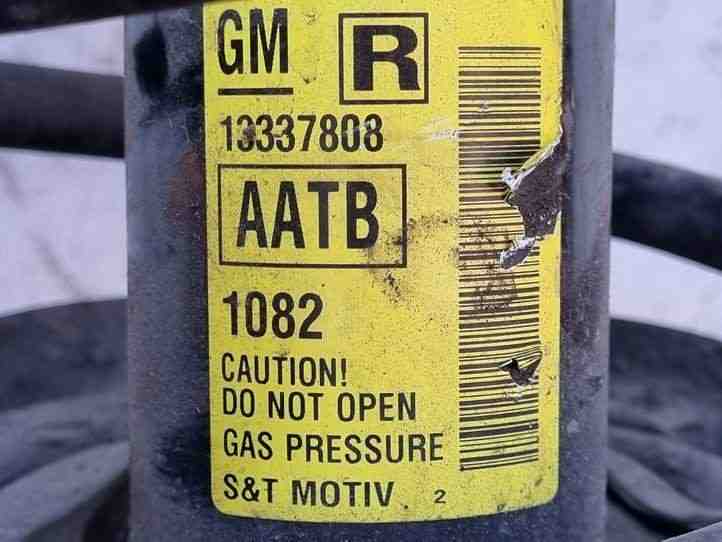 GM R
13337808
AATB
1082
CAUTION!
DO NOT OPEN
GAS PRESSURE
S&T MOTIV 2